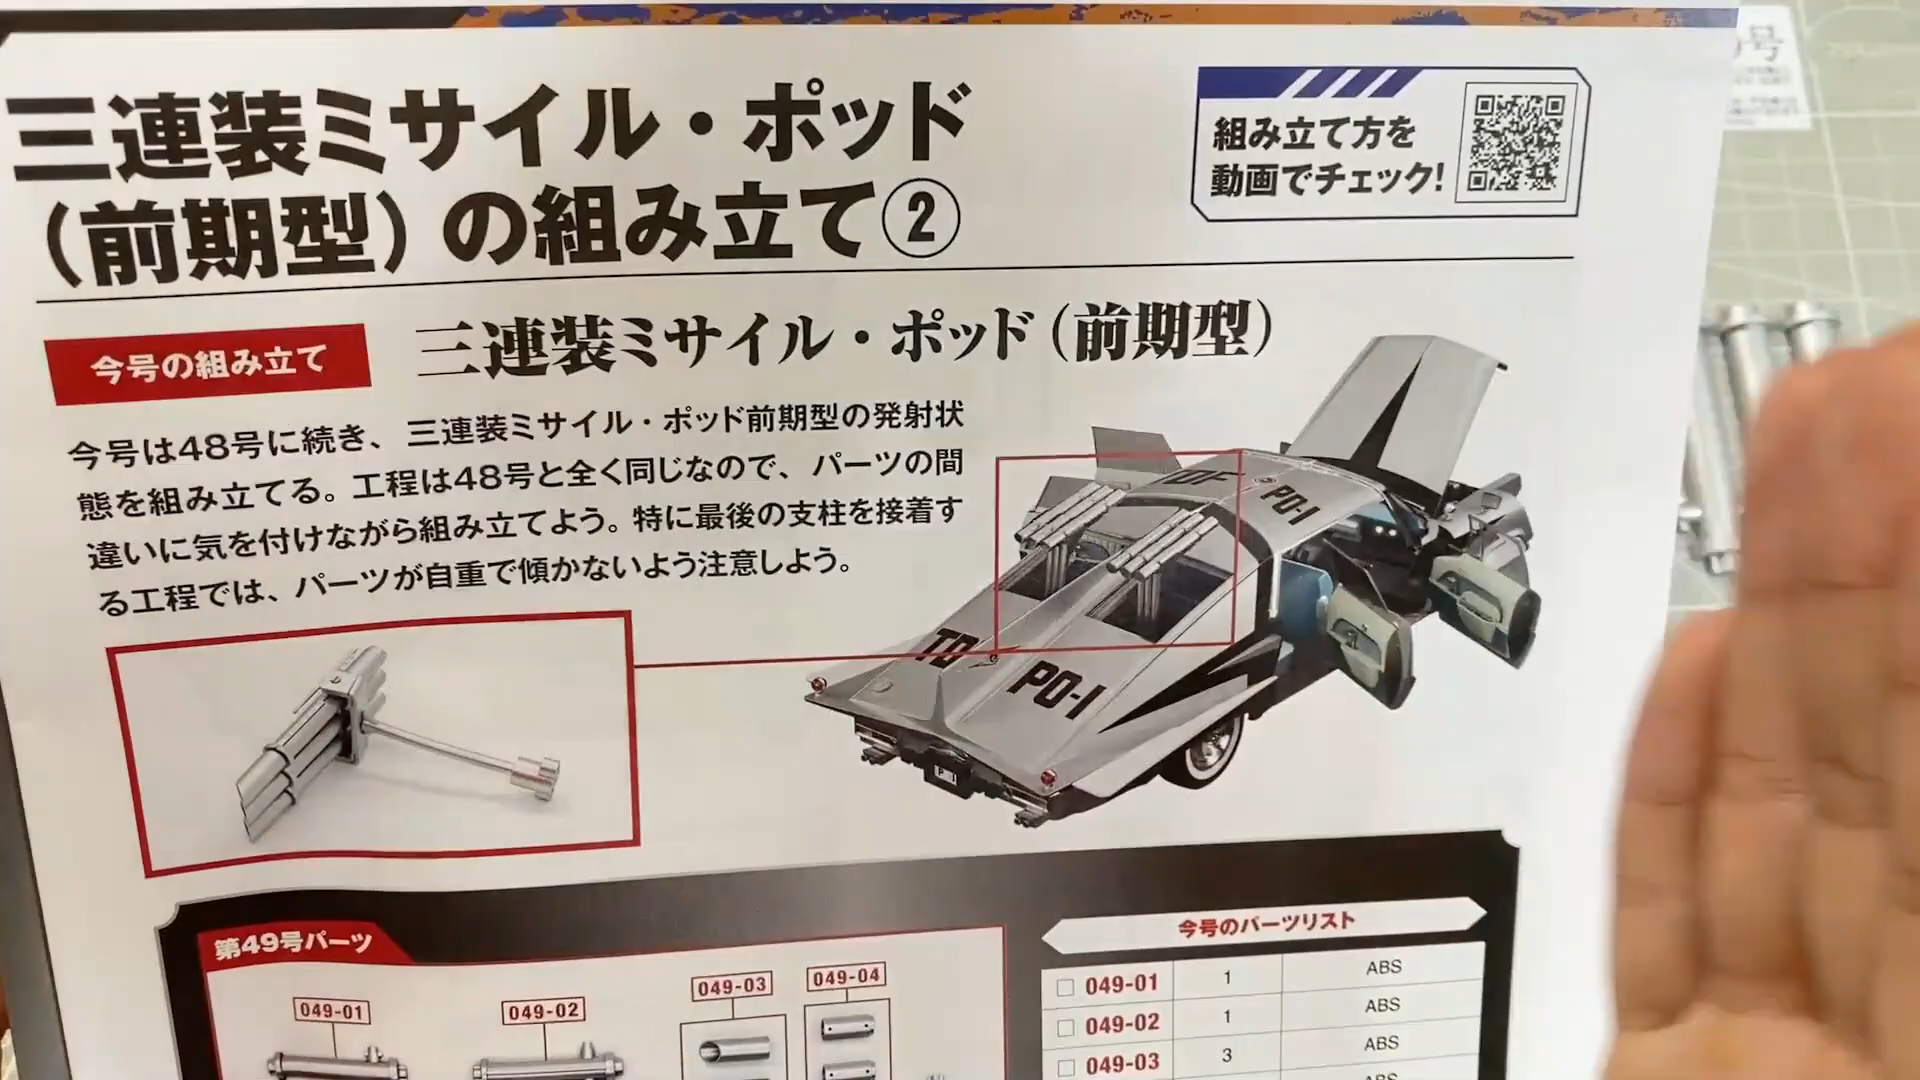 三連装ミサイル・ポッド
（前期型）の組み立て②
組み立て方を
動画でチェック!
今号の組み立て
三連装ミサイル・ポッド（前期型）
今号は48号に続き、三連装ミサイル・ポッド前期型の発射状
態を組み立てる。工程は48号と全く同じなので、パーツの間
違いに気を付けながら組み立てよう。特に最後の支柱を接着す
る工程では、パーツが自重で傾かないよう注意しよう。
TDF PO-1
PO-1
第49号パーツ
049-01
049-02
049-03
049-04
今号のパーツリスト
049-01 1 ABS
049-02 1 ABS
049-03 3 ABS
号